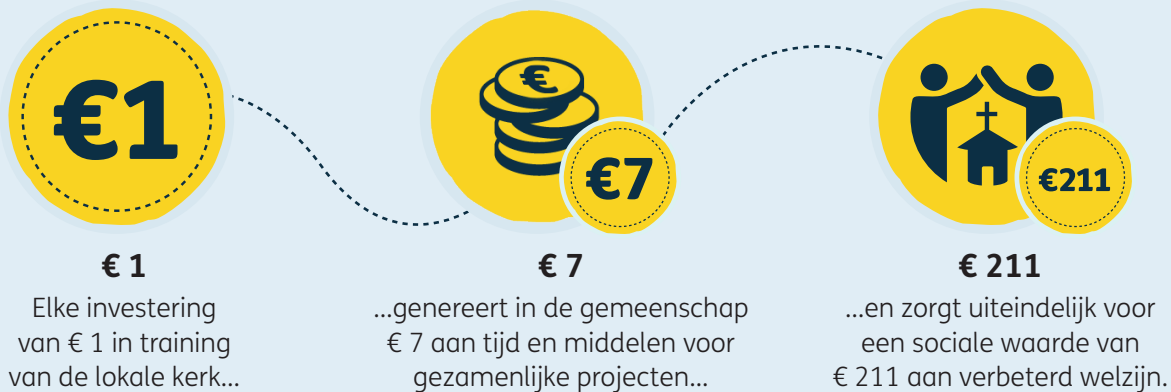 €1
€
€7
€211
€ 1
Elke investering
van € 1 in training
van de lokale kerk...
€ 7
...genereert in de gemeenschap
€ 7 aan tijd en middelen voor
gezamenlijke projecten...
€ 211
...en zorgt uiteindelijk voor
een sociale waarde van
€ 211 aan verbeterd welzijn.